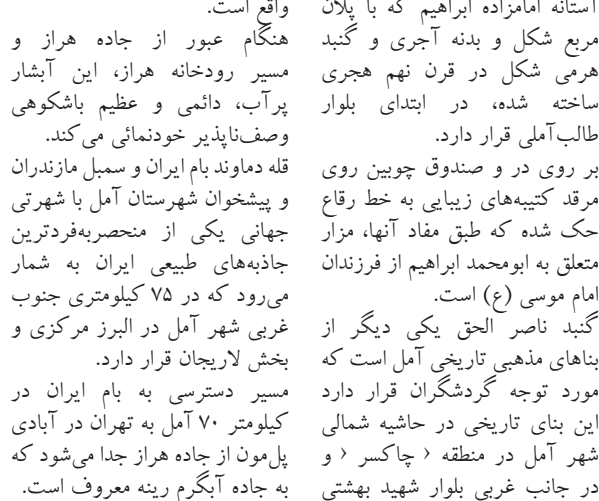 آستانه امامزاده ابراهیم که با پلان
مربع شکل و بدنه آجری و گنبد
هرمی شکل در قرن نهم هجری
ساخته شده، در ابتدای بلوار
طالب‌آملی قرار دارد.
بر روی در و صندوق چوبین روی
مرقد کتیبه‌های زیبایی به خط رقاع
حک شده که طبق مفاد آنها، مزار
متعلق به ابومحمد ابراهیم از فرزندان
امام موسی (ع) است.
گنبد ناصر الحق یکی دیگر از
بناهای مذهبی تاریخی آمل است که
مورد توجه گردشگران قرار دارد
این بنای تاریخی در حاشیه شمالی
شهر آمل در منطقه ‹ چاکسر ‹ و
در جانب غربی بلوار شهید بهشتی
واقع است.
هنگام عبور از جاده هراز و
مسیر رودخانه هراز، این آبشار
پرآب، دائمی و عظیم باشکوهی
وصف‌ناپذیر خودنمائی می‌کند.
قله دماوند بام ایران و سمبل مازندران
و پیشخوان شهرستان آمل با شهرتی
جهانی یکی از منحصربه‌فردترین
جاذبه‌های طبیعی ایران به شمار
می‌رود که در ۷۵ کیلومتری جنوب
غربی شهر آمل در البرز مرکزی و
بخش لاریجان قرار دارد.
مسیر دسترسی به بام ایران در
کیلومتر ۷۰ آمل به تهران در آبادی
پل‌مون از جاده هراز جدا می‌شود که
به جاده آبگرم رینه معروف است.